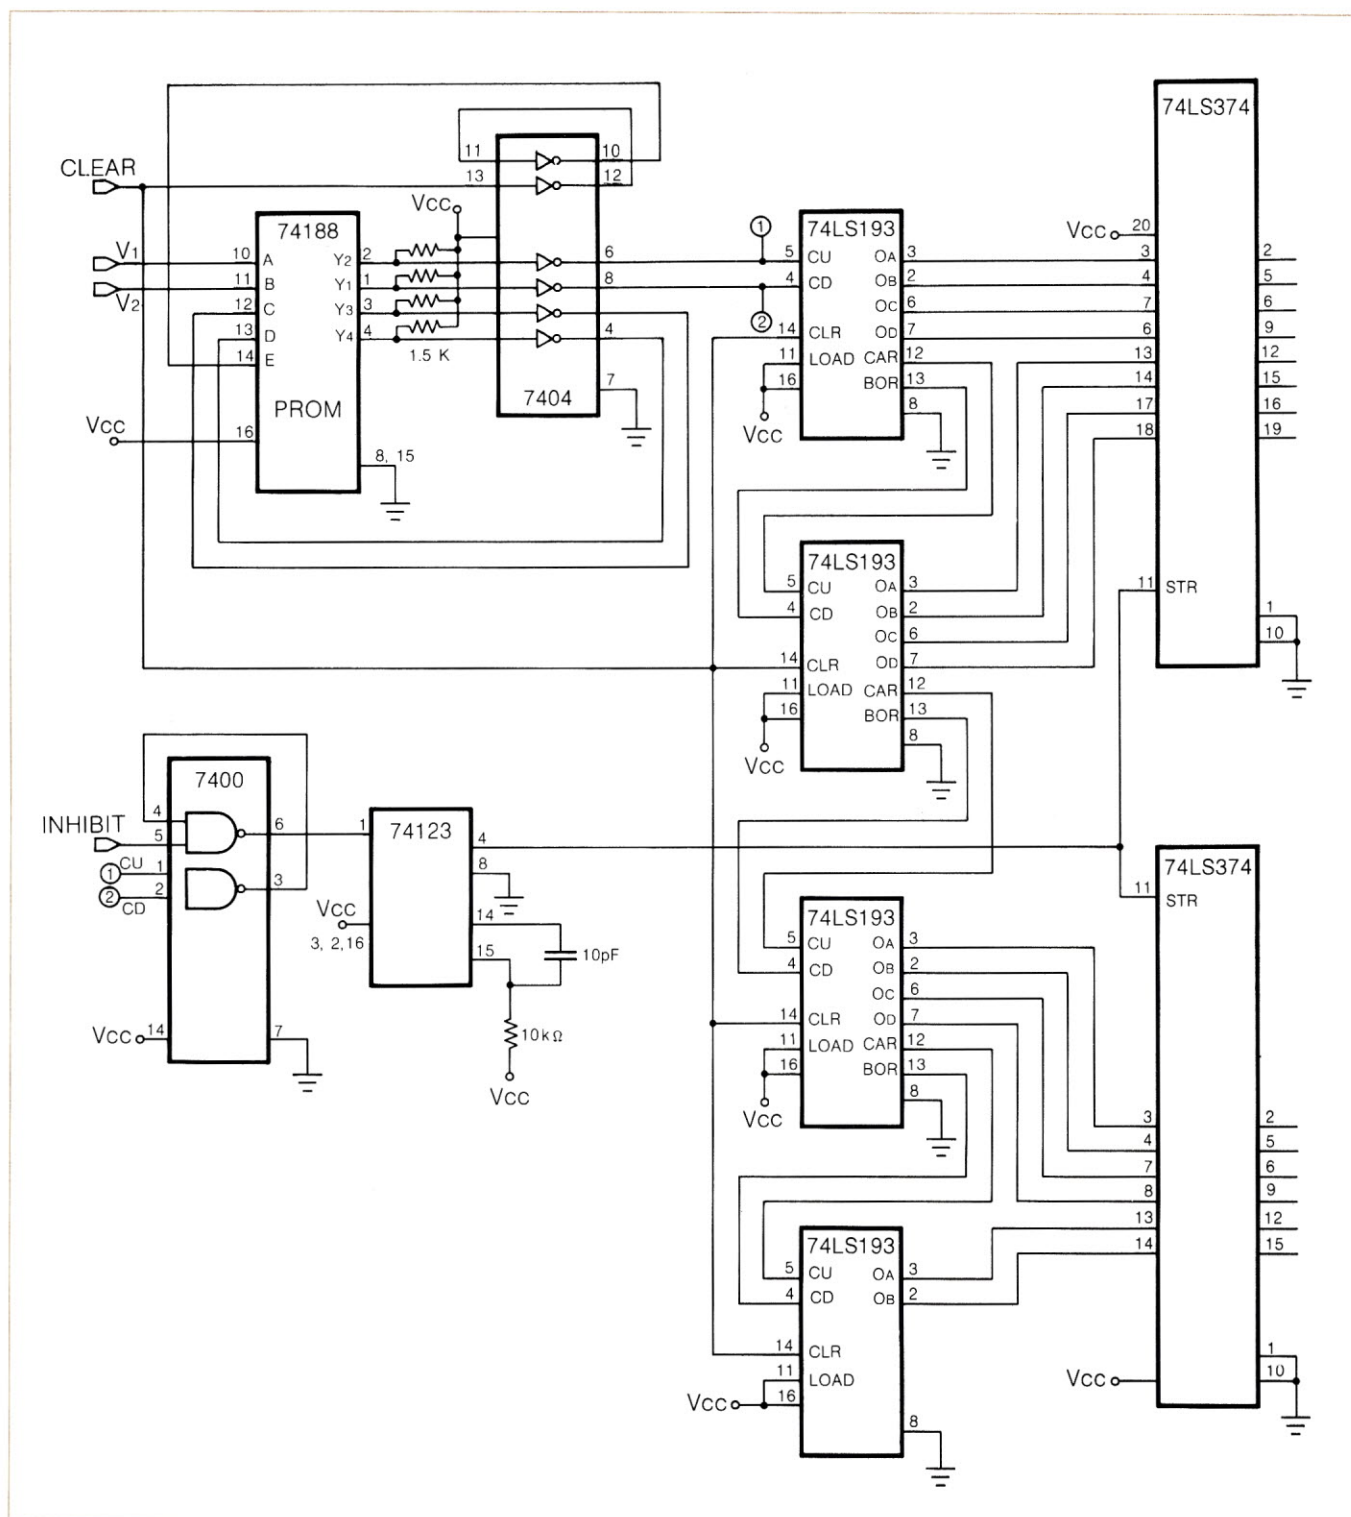 CLEAR
V1
V2
74188
10 A Y2 2
11 B Y1 1
12 C Y3 3
13 D Y4 4
14 E
PROM
Vcc 16
8, 15
Vcc
1.5 K
11 10
13 12
6
8
4
7
7404
1
2
74LS193
5 CU OA 3
4 CD OB 2
OC 6
14 CLR OD 7
11 LOAD CAR 12
16 BOR 13
8
Vcc
74LS374
Vcc 20
3 2
4 5
7 6
6 9
13 12
14 15
17 16
18 19
11 STR
1
10
74LS193
5 CU OA 3
4 CD OB 2
OC 6
14 CLR OD 7
11 LOAD CAR 12
16 BOR 13
8
Vcc
7400
4
INHIBIT 5 6
1 CU 1
2 CD 2 3
Vcc 14 7
74123
1 4
8
Vcc 14
3, 2,16
15
10pF
10kΩ
Vcc
74LS193
5 CU OA 3
4 CD OB 2
OC 6
14 CLR OD 7
11 LOAD CAR 12
16 BOR 13
8
Vcc
74LS193
5 CU OA 3
4 CD OB 2
14 CLR
11 LOAD
Vcc 16
8
74LS374
11 STR
3 2
4 5
7 6
8 9
13 12
14 15
1
Vcc 10